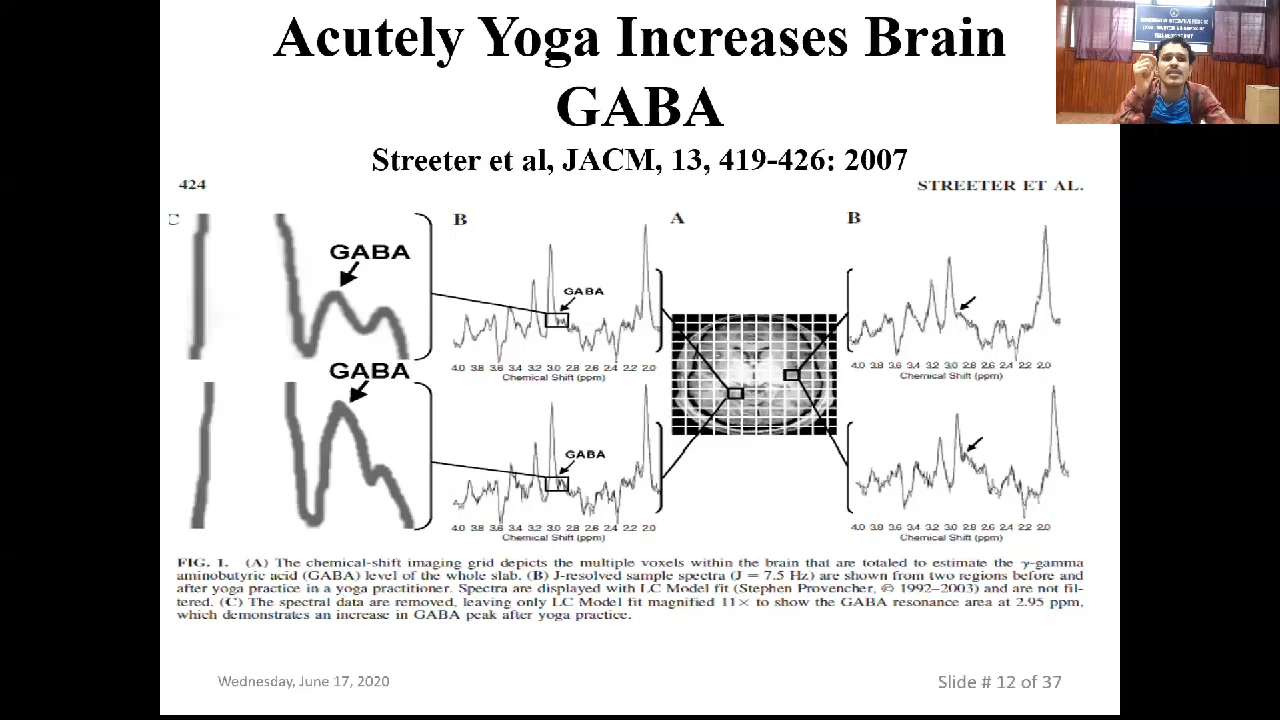 Acutely Yoga Increases Brain
GABA
Streeter et al, JACM, 13, 419-426: 2007
424
STREETER ET AL.
C
B
A
B
GABA
GABA
4.0 3.8 3.6 3.4 3.2 3.0 2.8 2.6 2.4 2.2 2.0
Chemical Shift (ppm)
4.0 3.8 3.6 3.4 3.2 3.0 2.8 2.6 2.4 2.2 2.0
Chemical Shift (ppm)
GABA
GABA
4.0 3.8 3.6 3.4 3.2 3.0 2.8 2.6 2.4 2.2 2.0
Chemical Shift (ppm)
4.0 3.8 3.6 3.4 3.2 3.0 2.8 2.6 2.4 2.2 2.0
Chemical Shift (ppm)
FIG. 1. (A) The chemical-shift imaging grid depicts the multiple voxels within the brain that are totaled to estimate the γ-gamma
aminobutyric acid (GABA) level of the whole slab. (B) J-resolved sample spectra (J = 7.5 Hz) are shown from two regions before and
after yoga practice in a yoga practitioner. Spectra are displayed with LC Model fit (Stephen Provencher, © 1992–2003) and are not fil-
tered. (C) The spectral data are removed, leaving only LC Model fit magnified 11× to show the GABA resonance area at 2.95 ppm,
which demonstrates an increase in GABA peak after yoga practice.
Wednesday, June 17, 2020
Slide # 12 of 37
DEPARTMENT OF INTEGRATIVE MEDICINE